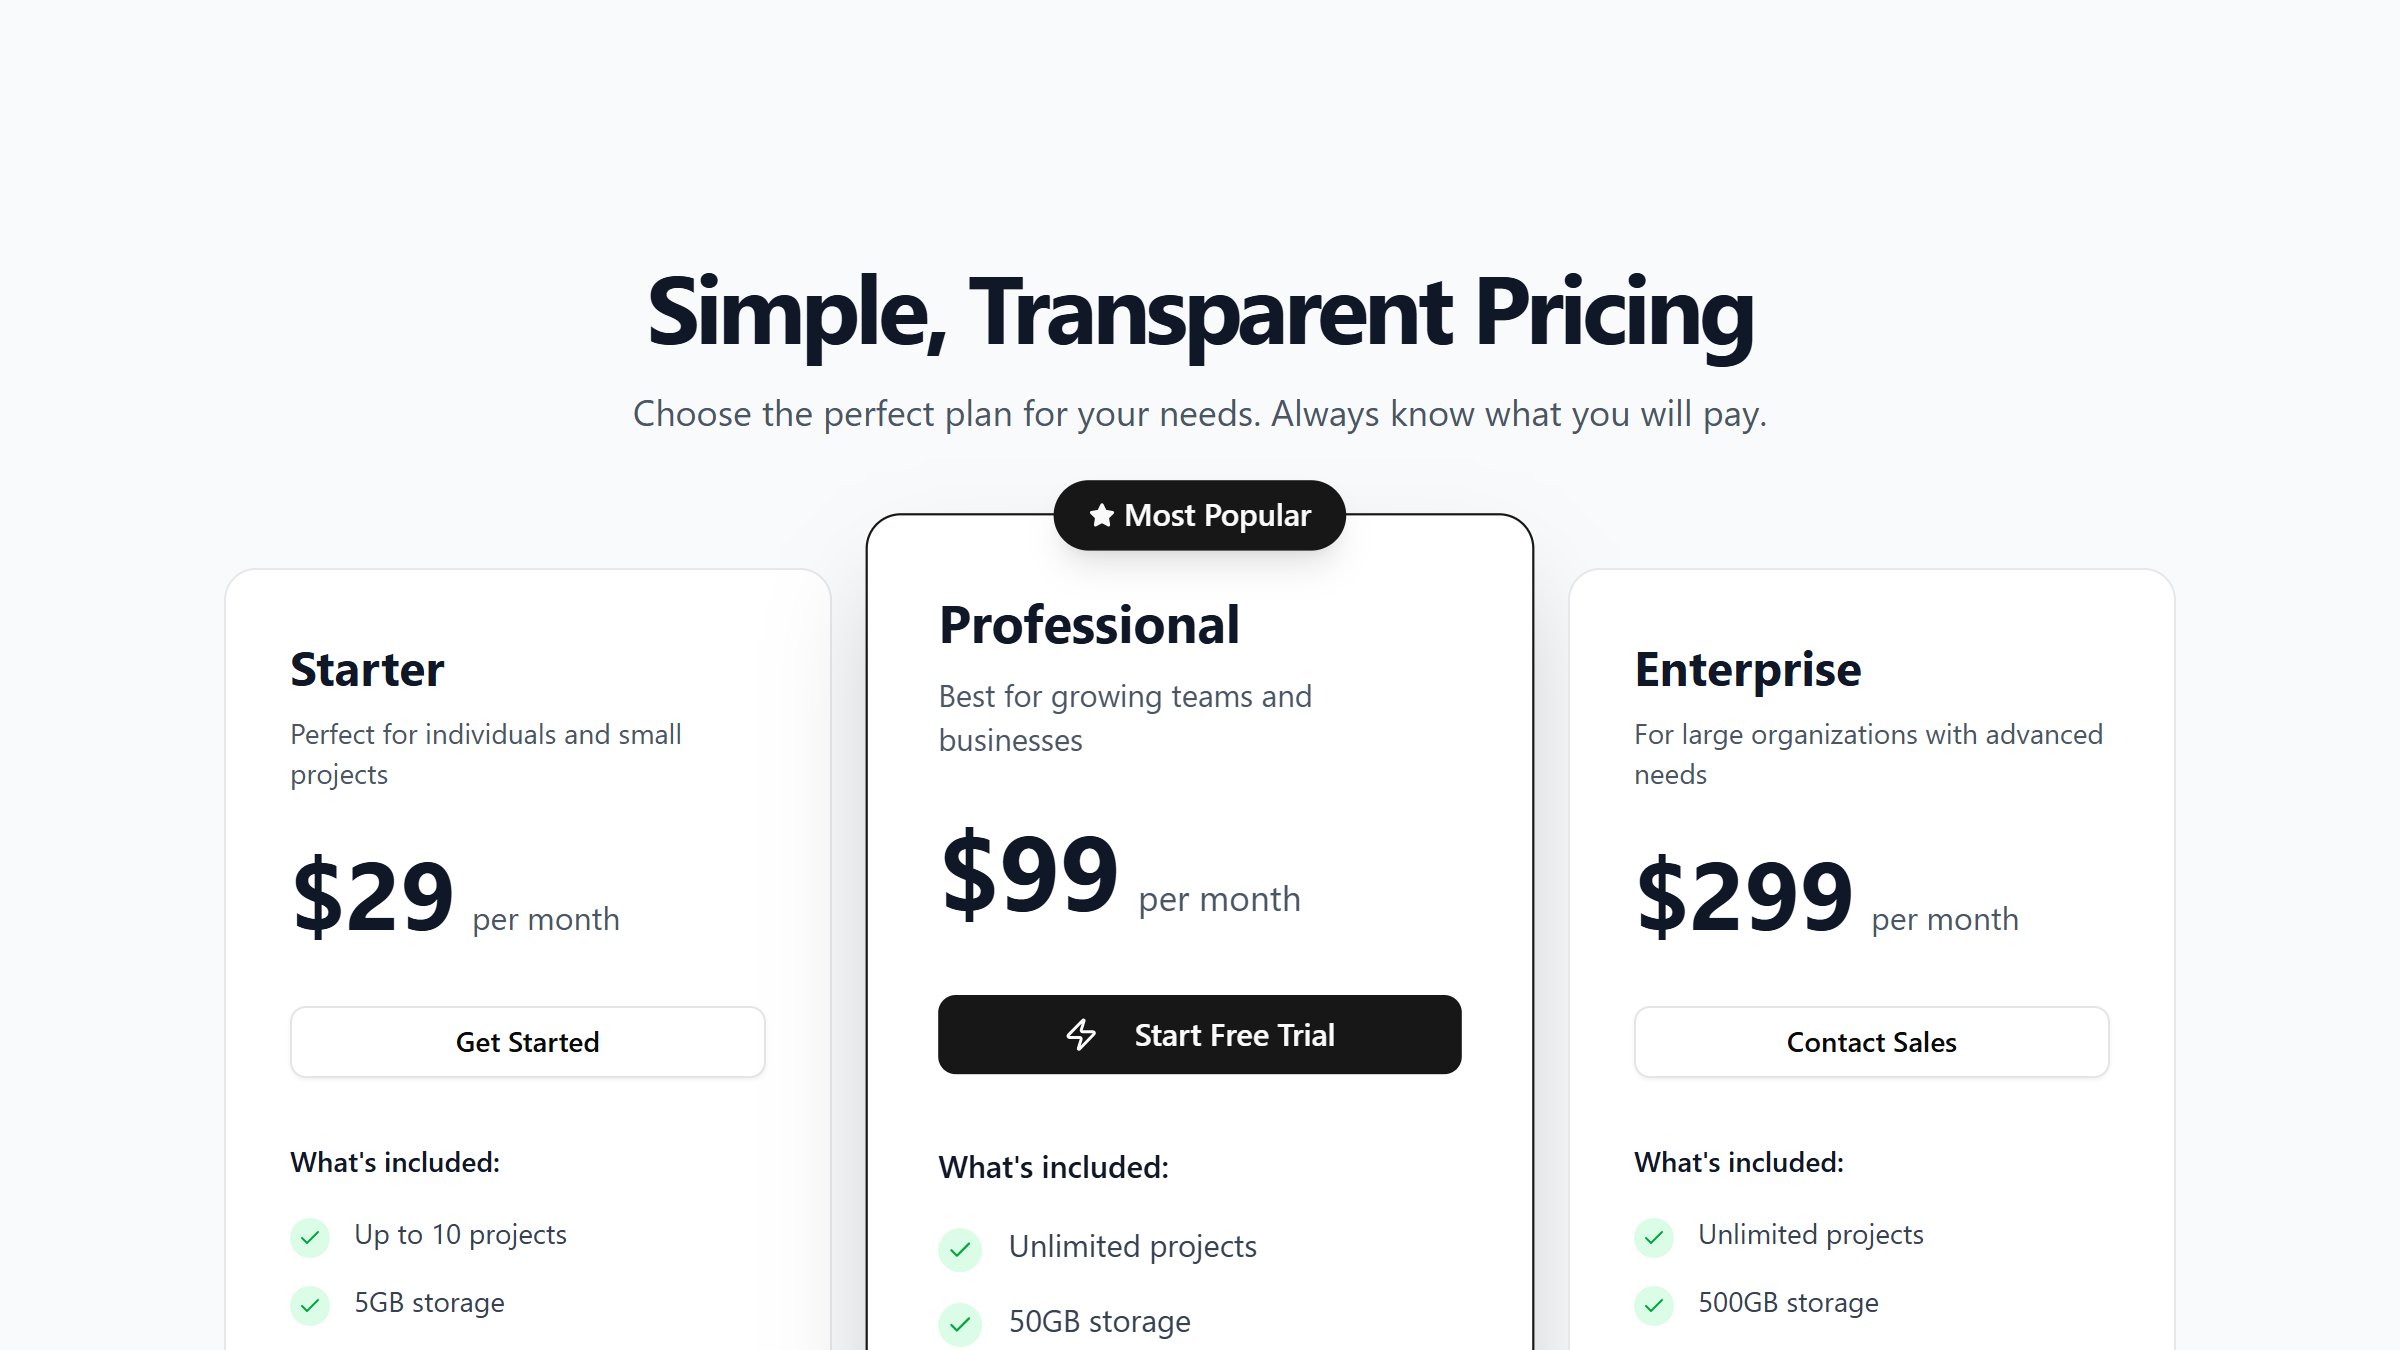 Simple, Transparent Pricing
Choose the perfect plan for your needs. Always know what you will pay.
Starter
Perfect for individuals and small
projects
$29 per month
Get Started
What's included:
Up to 10 projects
5GB storage
Most Popular
Professional
Best for growing teams and
businesses
$99 per month
Start Free Trial
What's included:
Unlimited projects
50GB storage
Enterprise
For large organizations with advanced
needs
$299 per month
Contact Sales
What's included:
Unlimited projects
500GB storage